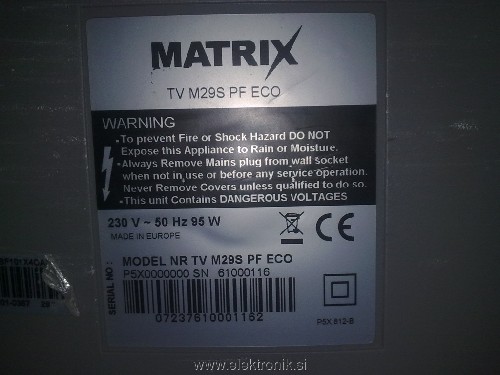 MATRIX
TV M29S PF ECO
WARNING
- To prevent Fire or Shock Hazard DO NOT
Expose this Appliance to Rain or Moisture.
- Always Remove Mains plug from wall socket
when not in use or before any service operation.
Never Remove Covers unless qualified to do so.
- This unit Contains DANGEROUS VOLTAGES
230 V ~ 50 Hz 95 W
MADE IN EUROPE
SERIAL NO :
MODEL NR TV M29S PF ECO
P5X0000000 SN 61000116
07237610001162
P5X 812-B
www.elektronik.si